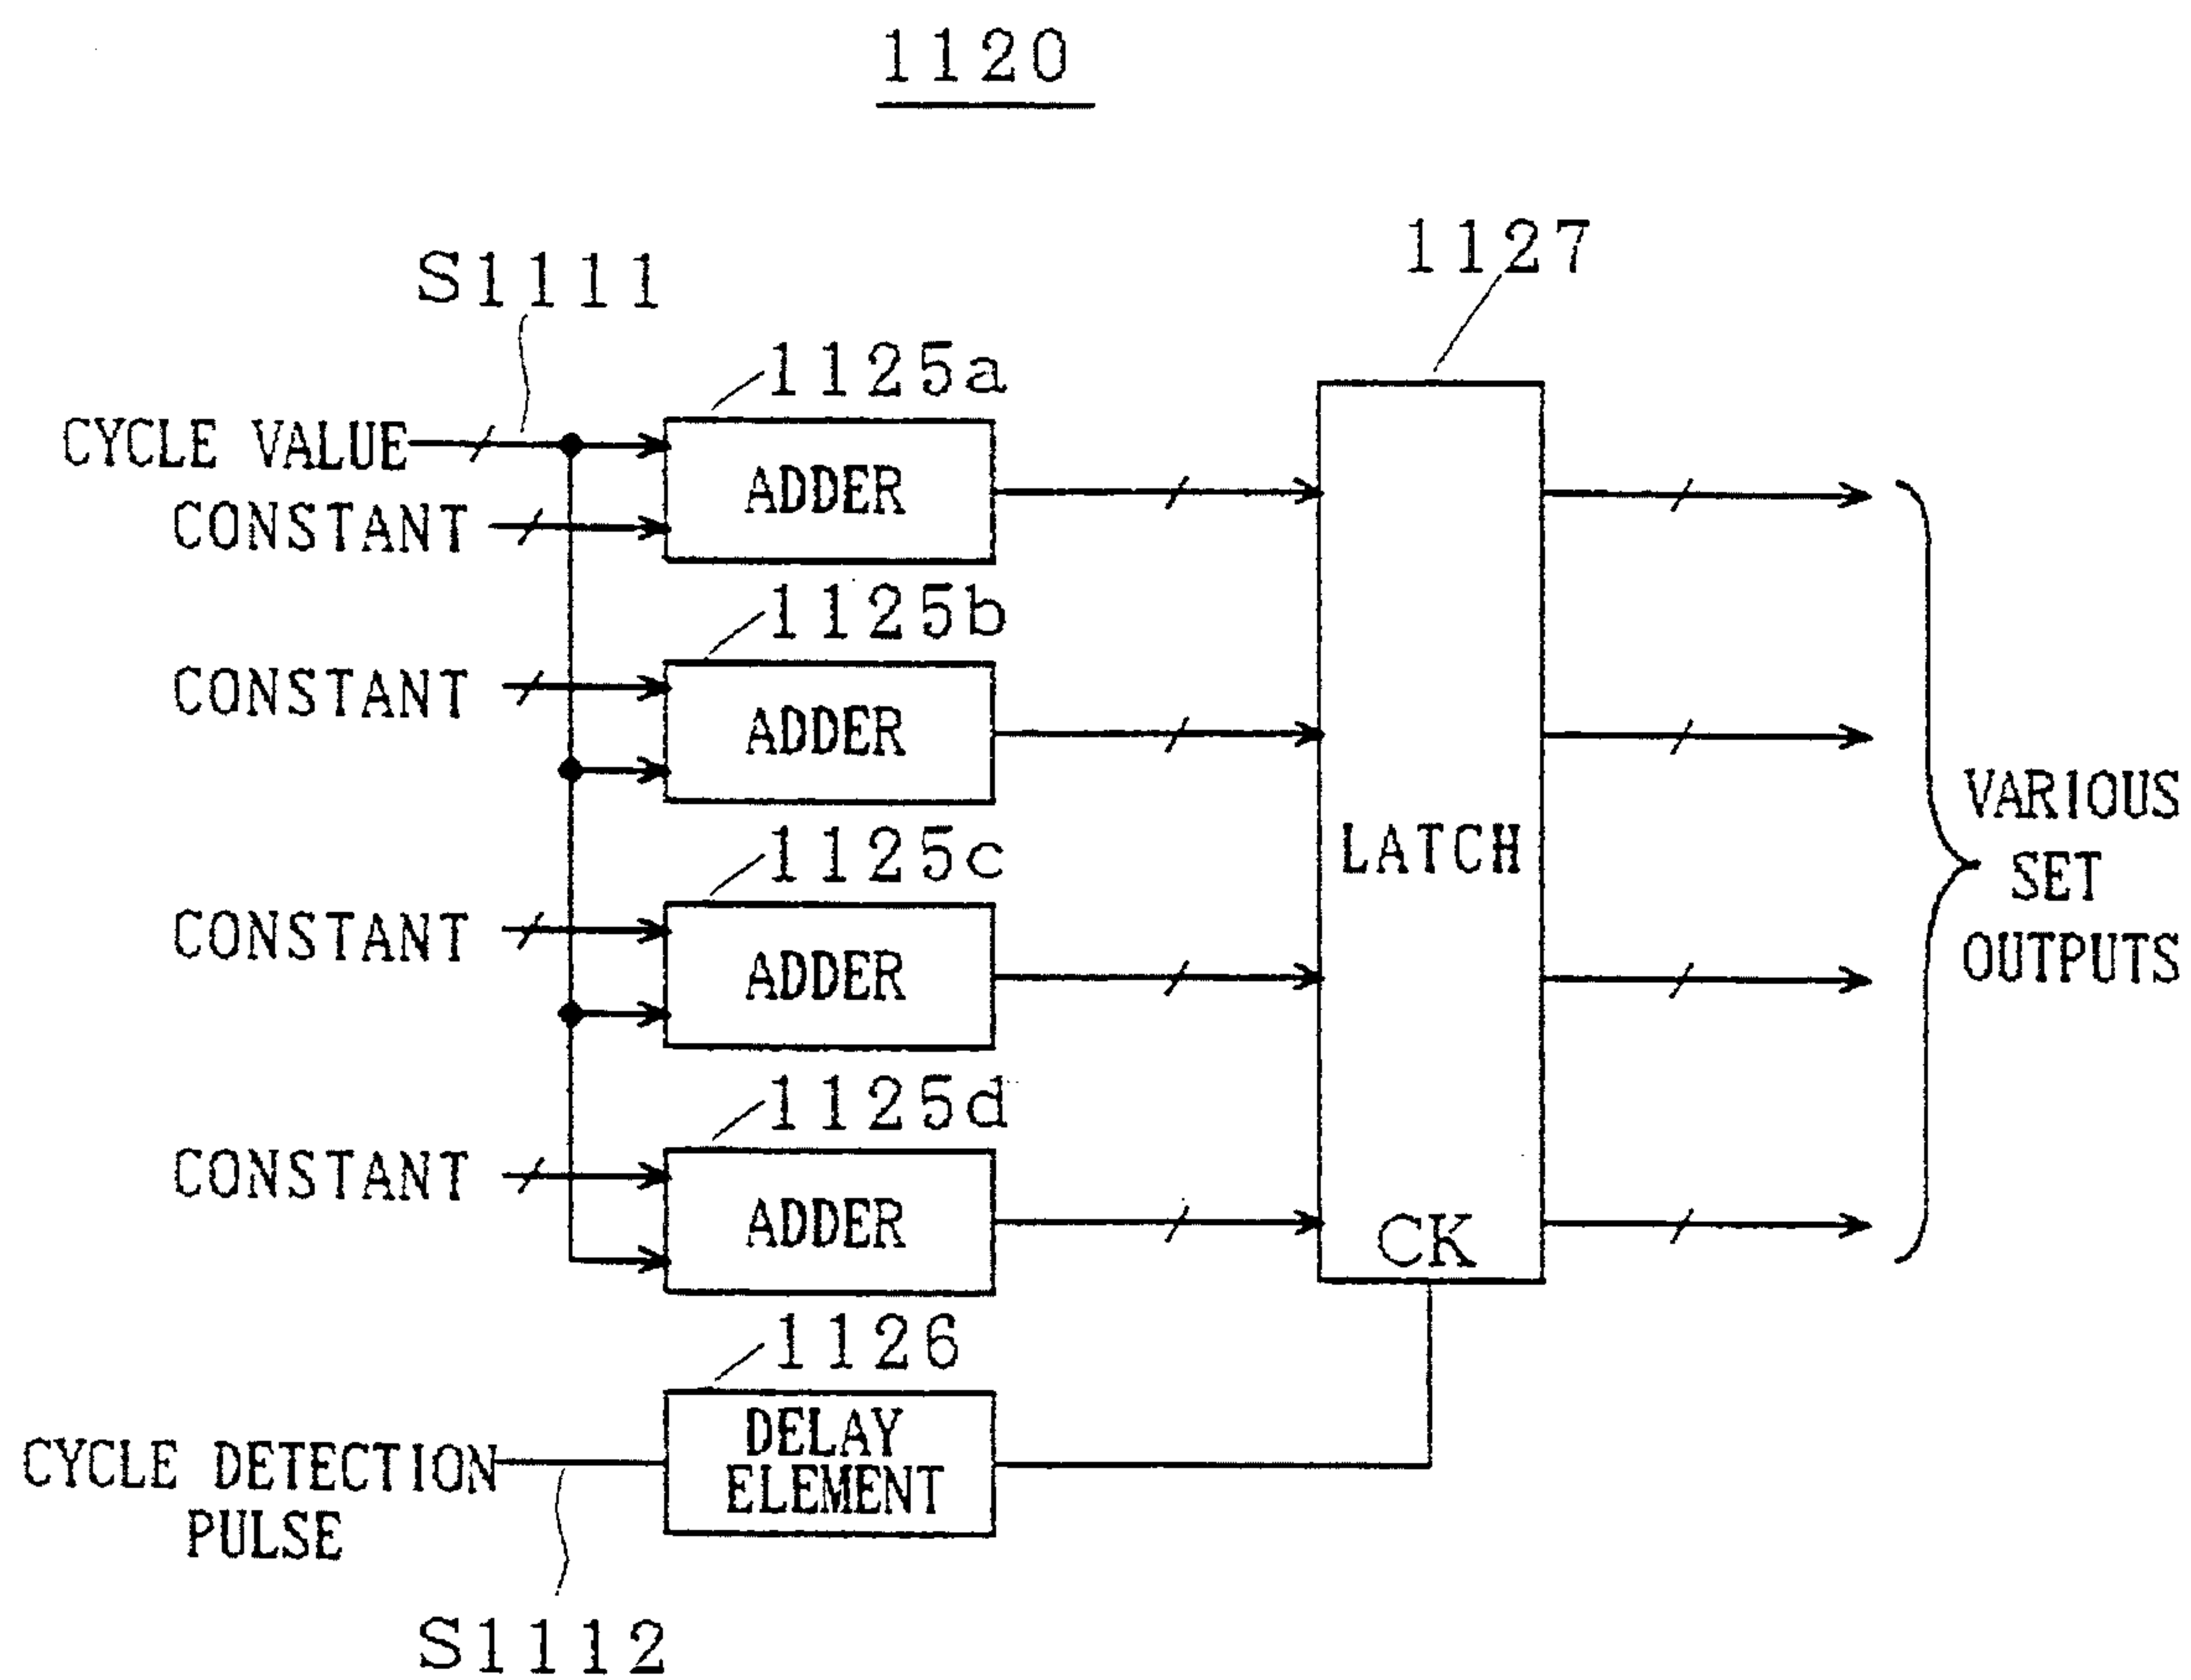 1120
1127
S1111
1125a
CYCLE VALUE
ADDER
CONSTANT
1125b
CONSTANT
ADDER
VARIOUS
SET
OUTPUTS
LATCH
1125c
CONSTANT
ADDER
1125d
CONSTANT
ADDER
CK
1126
DELAY
ELEMENT
CYCLE DETECTION
PULSE
S1112